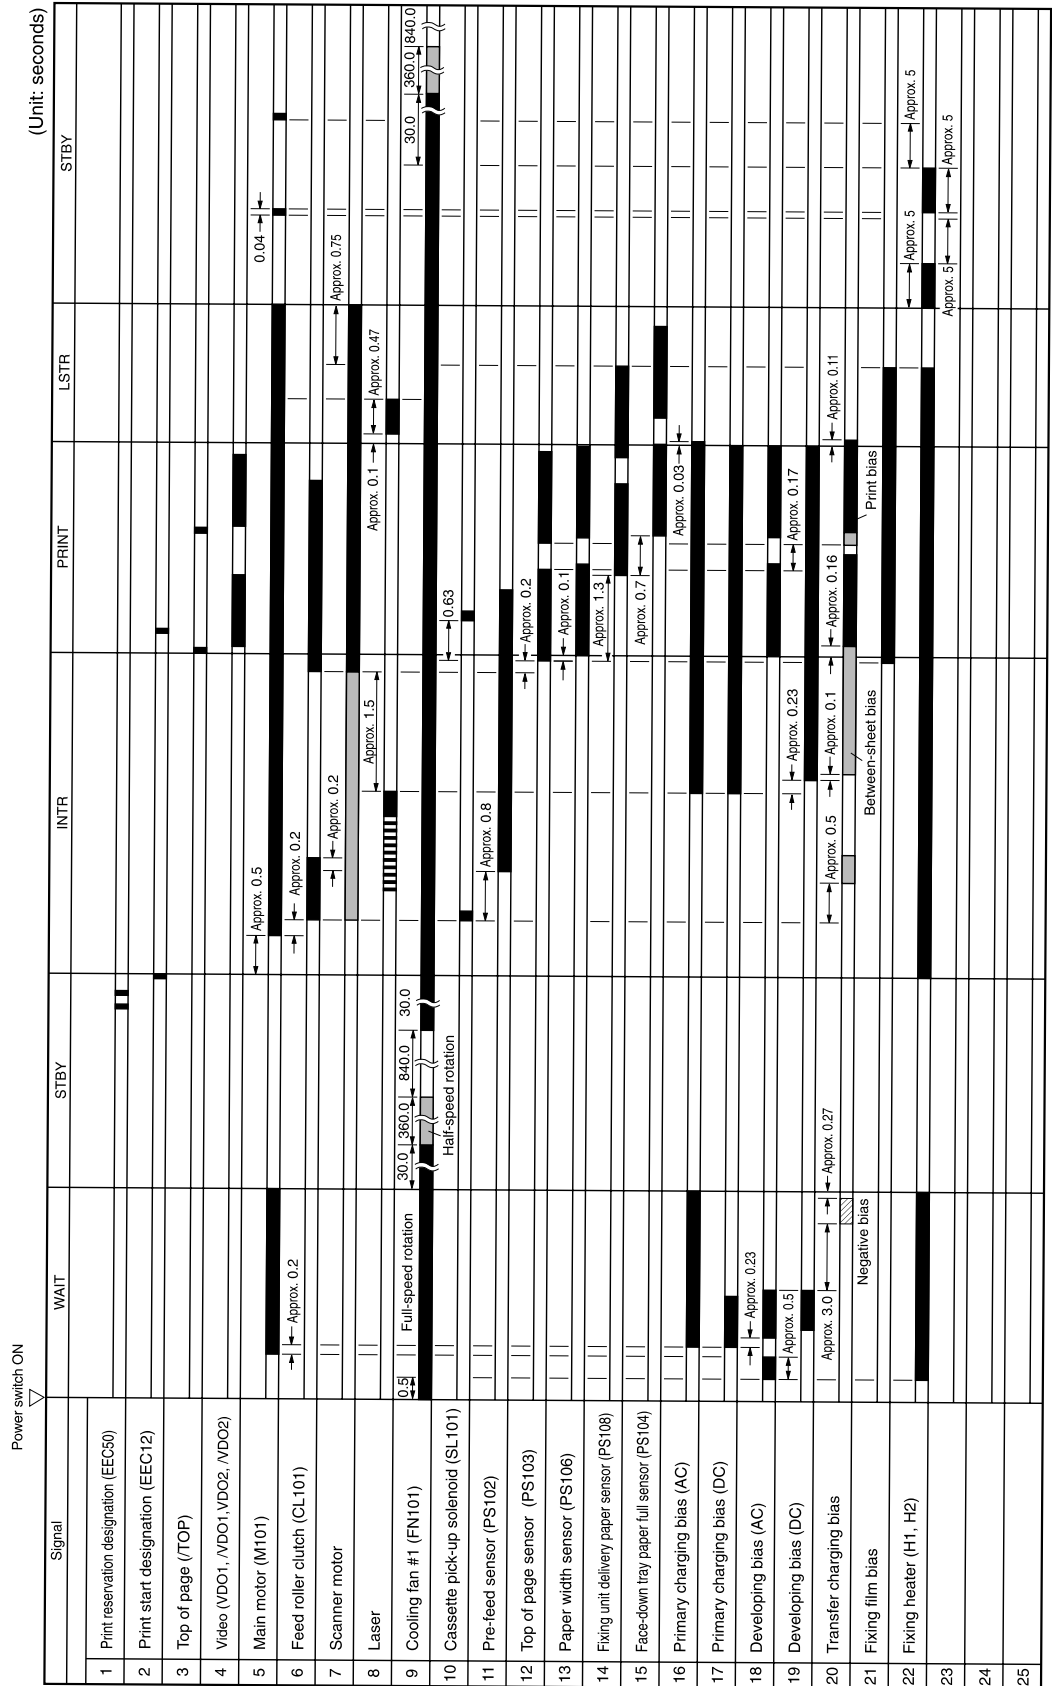 (Unit: seconds)
Power switch ON
Signal
WAIT
STBY
INTR
PRINT
LSTR
STBY
1 Print reservation designation (EEC50)
2 Print start designation (EEC12)
3 Top of page (/TOP)
4 Video (VDO1, /VDO1, VDO2, /VDO2)
5 Main motor (M101)
Approx. 0.5
0.04
6 Feed roller clutch (CL101)
Approx. 0.2
Approx. 0.2
7 Scanner motor
Approx. 0.2
Approx. 0.75
8 Laser
Approx. 1.5
Approx. 0.1
Approx. 0.47
9 Cooling fan #1 (FN101)
0.5
Full-speed rotation
30.0
360.0
840.0
30.0
30.0
360.0
840.0
10 Cassette pick-up solenoid (SL101)
Half-speed rotation
0.63
11 Pre-feed sensor (PS102)
Approx. 0.8
12 Top of page sensor (PS103)
Approx. 0.2
13 Paper width sensor (PS106)
Approx. 0.1
14 Fixing unit delivery paper sensor (PS108)
Approx. 1.3
15 Face-down tray paper full sensor (PS104)
Approx. 0.7
16 Primary charging bias (AC)
Approx. 0.03
17 Primary charging bias (DC)
18 Developing bias (AC)
Approx. 0.23
19 Developing bias (DC)
Approx. 0.5
Approx. 0.23
Approx. 0.17
20 Transfer charging bias
Approx. 3.0
Approx. 0.27
Approx. 0.5
Approx. 0.1
Approx. 0.16
Approx. 0.11
21 Fixing film bias
Negative bias
Between-sheet bias
Print bias
22 Fixing heater (H1, H2)
Approx. 5
Approx. 5
23
Approx. 5
Approx. 5
24
25